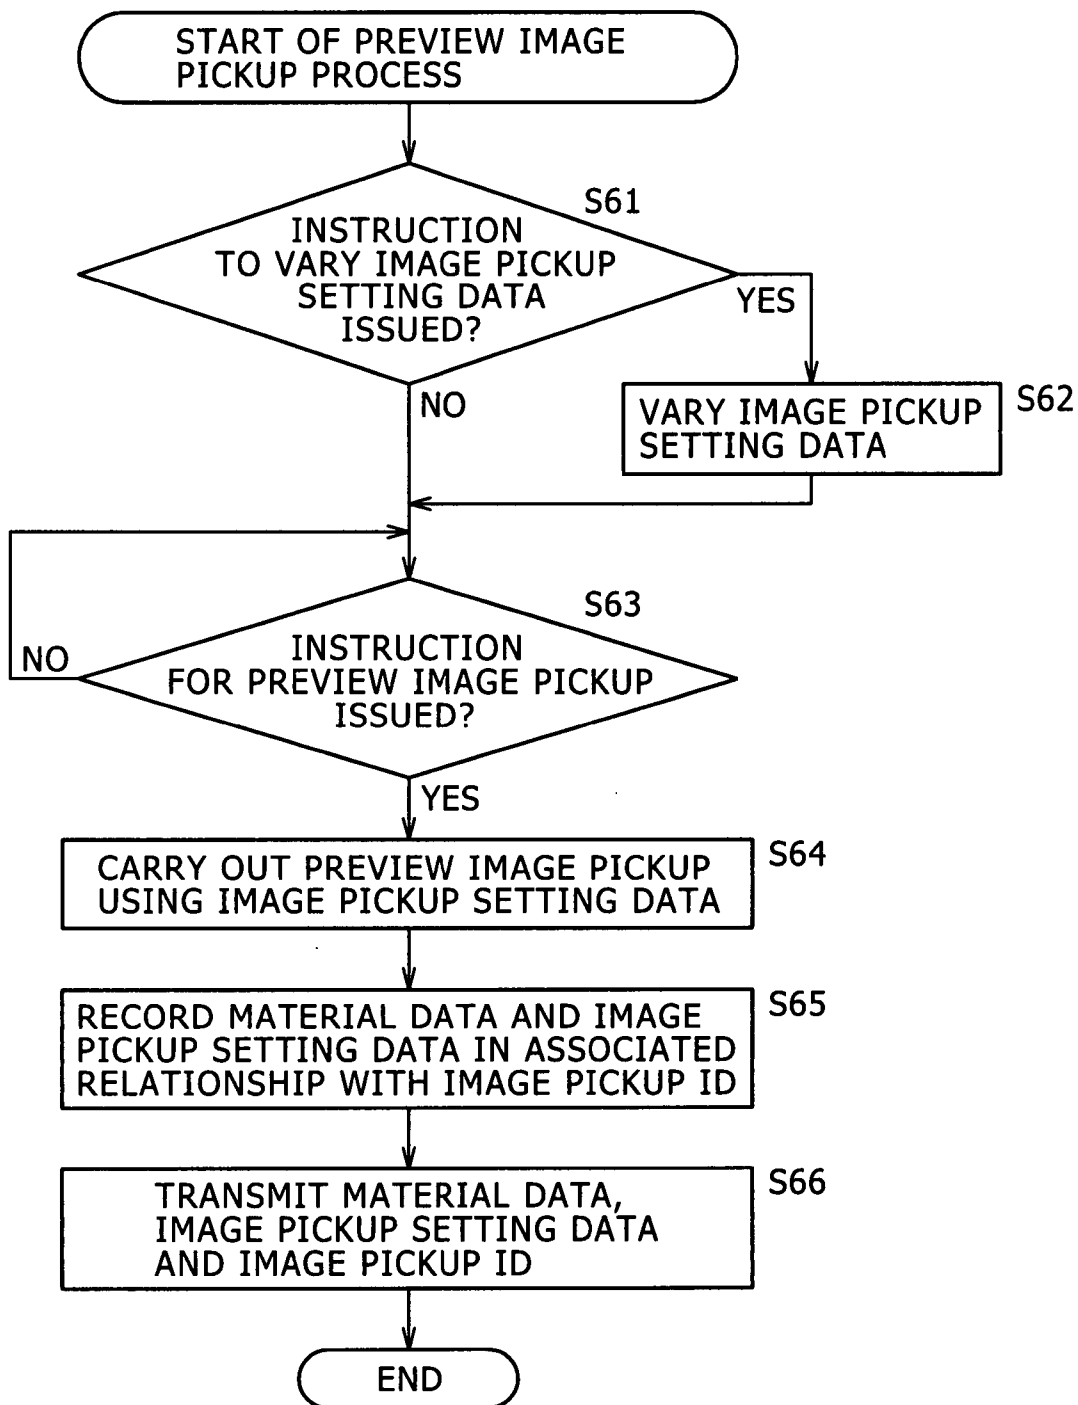 START OF PREVIEW IMAGE
PICKUP PROCESS
S61
INSTRUCTION
TO VARY IMAGE PICKUP
SETTING DATA
ISSUED?
YES
NO
S62
VARY IMAGE PICKUP
SETTING DATA
S63
INSTRUCTION
FOR PREVIEW IMAGE PICKUP
ISSUED?
NO
YES
S64
CARRY OUT PREVIEW IMAGE PICKUP
USING IMAGE PICKUP SETTING DATA
S65
RECORD MATERIAL DATA AND IMAGE
PICKUP SETTING DATA IN ASSOCIATED
RELATIONSHIP WITH IMAGE PICKUP ID
S66
TRANSMIT MATERIAL DATA,
IMAGE PICKUP SETTING DATA
AND IMAGE PICKUP ID
END